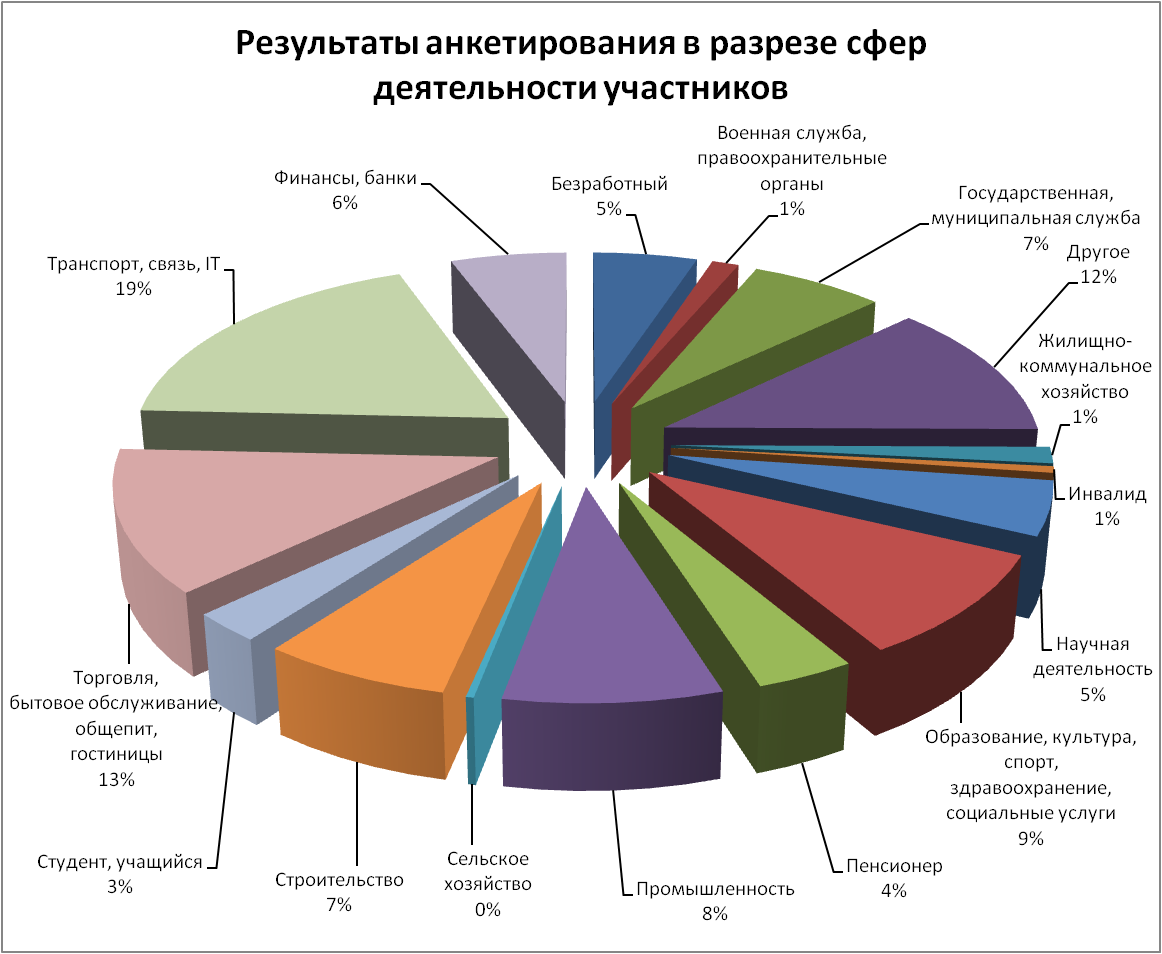 Результаты анкетирования в разрезе сфер
деятельности участников
Безработный
5%
Военная служба,
правоохранительные
органы
1%
Государственная,
муниципальная служба
7%
Другое
12%
Жилищно-
коммунальное
хозяйство
1%
Инвалид
1%
Научная
деятельность
5%
Образование, культура,
спорт,
здравоохранение,
социальные услуги
9%
Пенсионер
4%
Промышленность
8%
Сельское
хозяйство
0%
Строительство
7%
Студент, учащийся
3%
Торговля,
бытовое обслуживание,
общепит,
гостиницы
13%
Транспорт, связь, IT
19%
Финансы, банки
6%